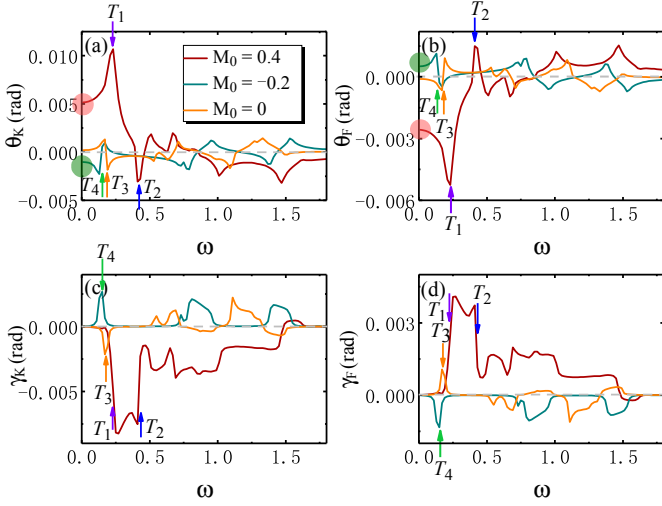 T1
T2
0.010
(a)
M0 = 0.4
M0 = −0.2
M0 = 0
(b)
0.000
0.005
θK (rad)
θF (rad)
T4
T3
-0.003
0.000
T4
T3
T2
-0.005
-0.006
T1
0.0
0.5
1.0
1.5
0.0
0.5
1.0
1.5
ω
ω
T4
(c)
(d)
T1
T2
0.000
0.003
T3
γK (rad)
γF (rad)
-0.005
T3
0.000
T1
T2
T4
0.0
0.5
1.0
1.5
0.0
0.5
1.0
1.5
ω
ω